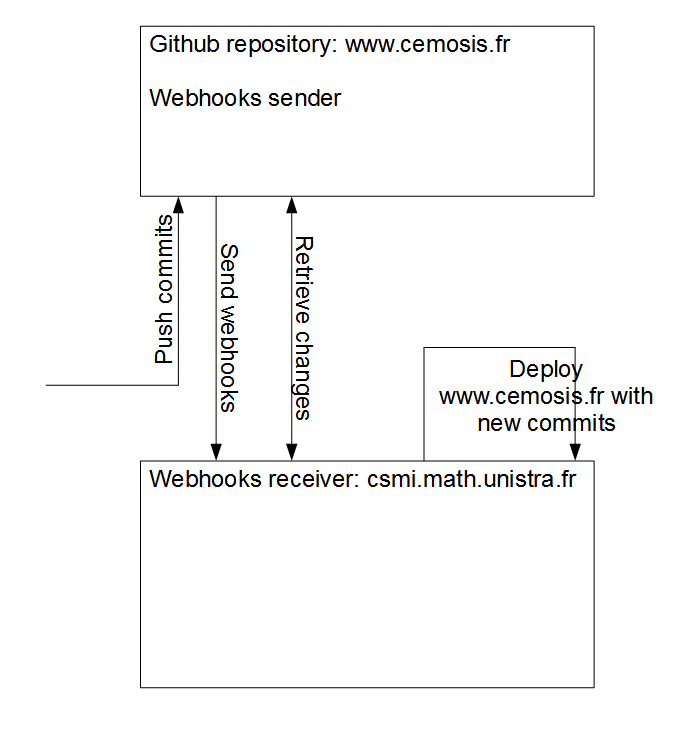 Github repository: www.cemosis.fr
Webhooks sender
Push commits
Send webhooks
Retrieve changes
Deploy
www.cemosis.fr with
new commits
Webhooks receiver: csmi.math.unistra.fr